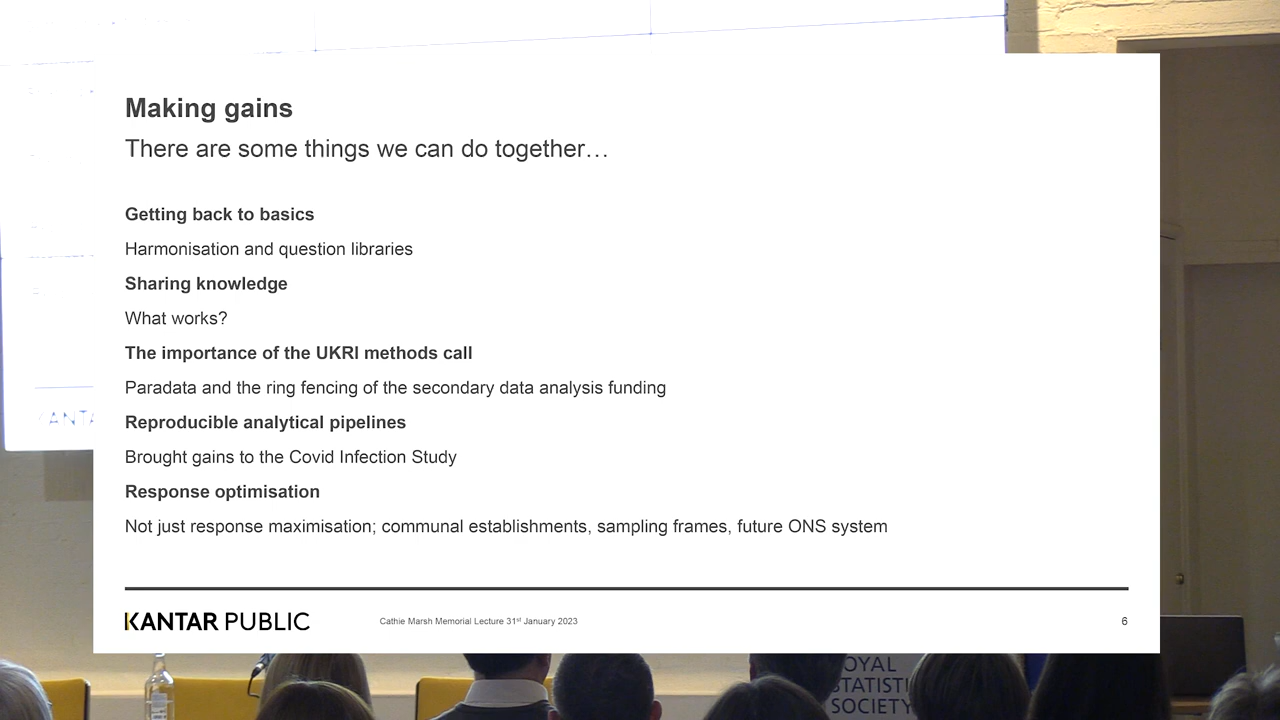 Making gains
There are some things we can do together…
Getting back to basics
Harmonisation and question libraries
Sharing knowledge
What works?
The importance of the UKRI methods call
Paradata and the ring fencing of the secondary data analysis funding
Reproducible analytical pipelines
Brought gains to the Covid Infection Study
Response optimisation
Not just response maximisation; communal establishments, sampling frames, future ONS system
KANTAR PUBLIC
Cathie Marsh Memorial Lecture 31st January 2023
6
OYAL
STATIST
SOCIETY